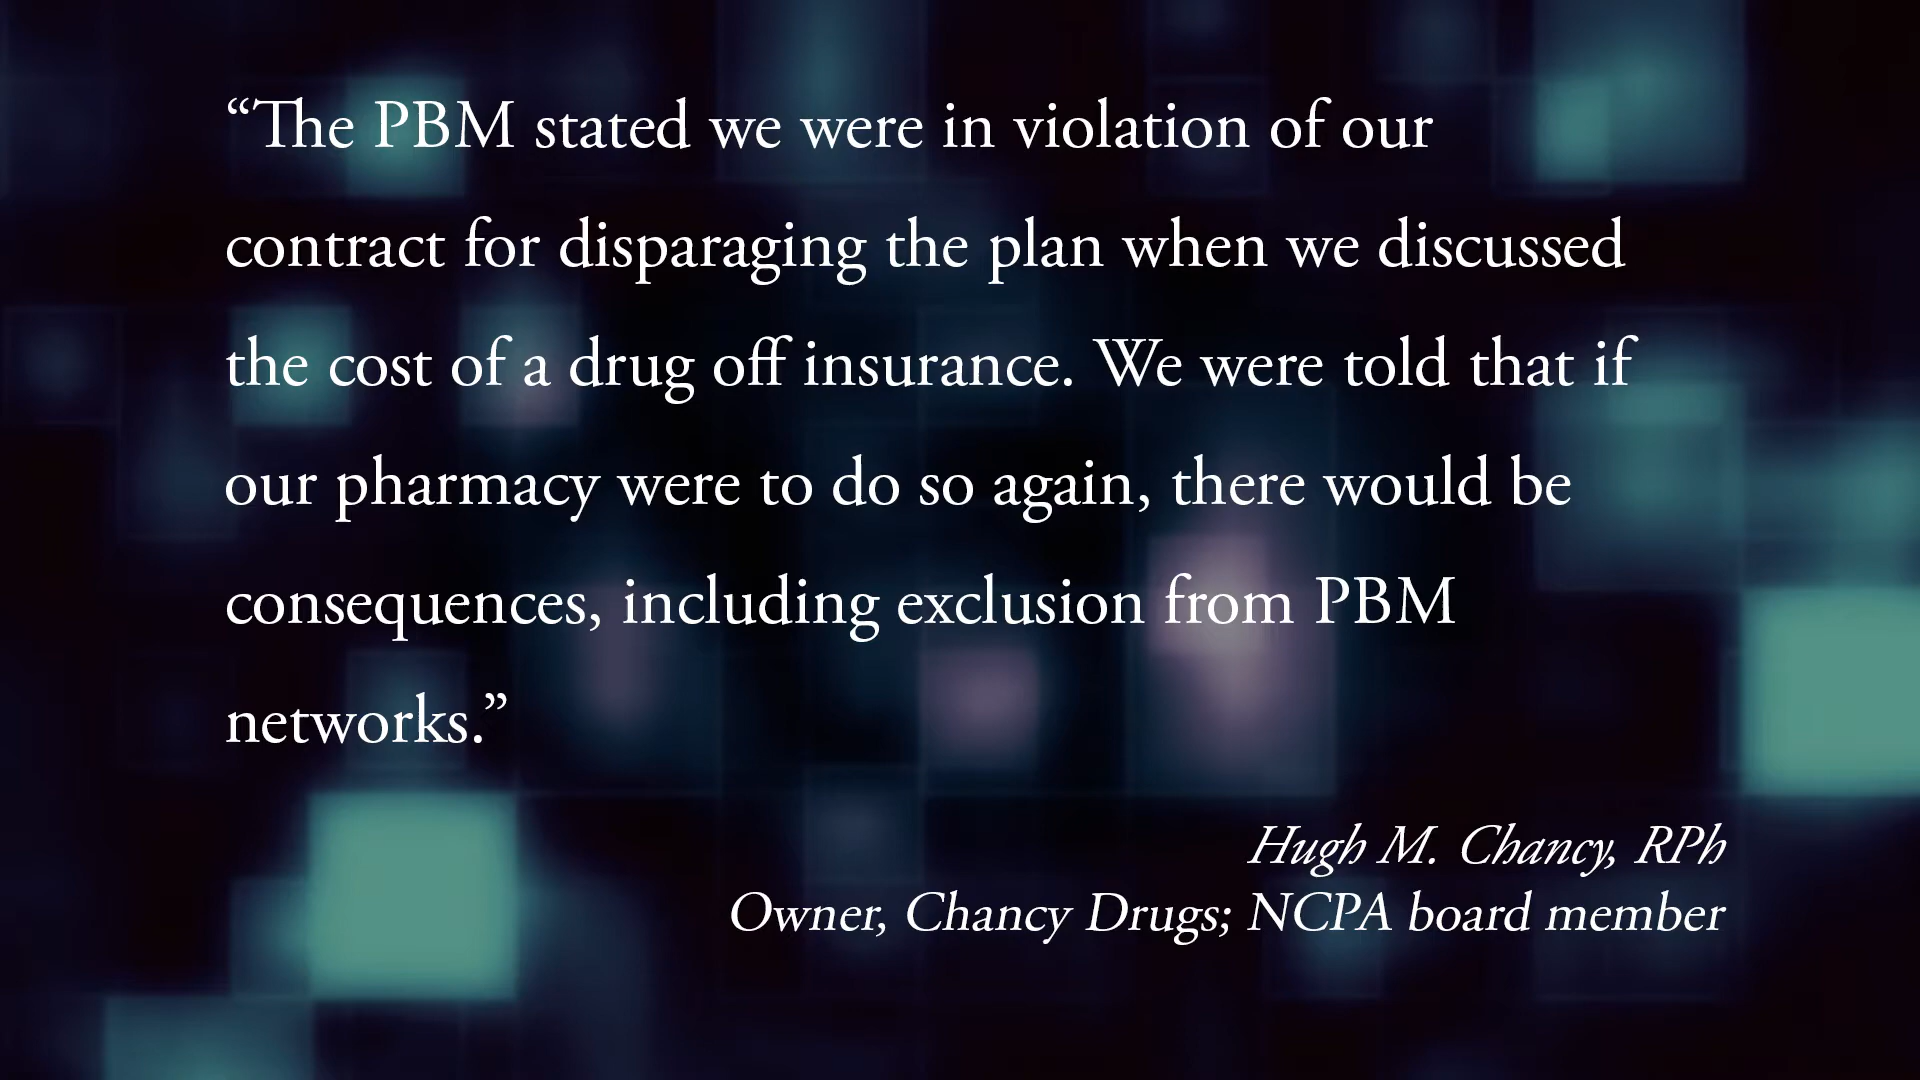 “The PBM stated we were in violation of our
contract for disparaging the plan when we discussed
the cost of a drug off insurance. We were told that if
our pharmacy were to do so again, there would be
consequences, including exclusion from PBM
networks.”
Hugh M. Chancy, RPh
Owner, Chancy Drugs; NCPA board member